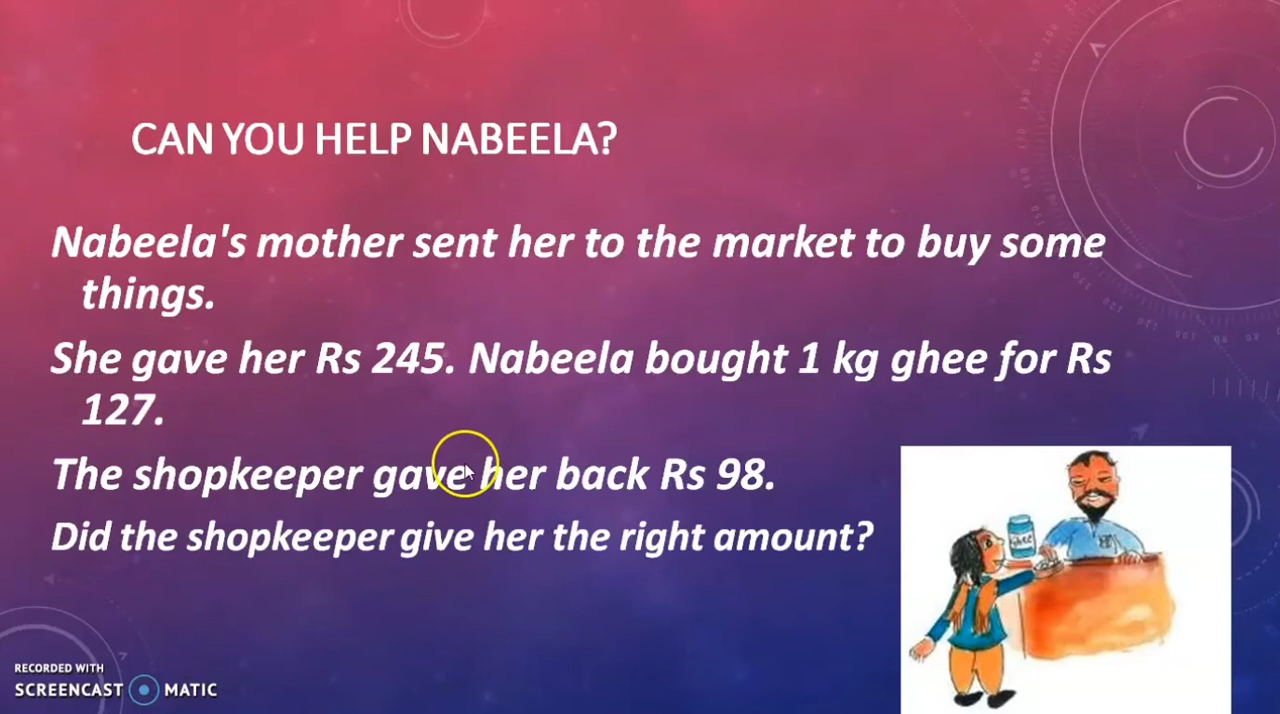 CAN YOU HELP NABEELA?
Nabeela's mother sent her to the market to buy some
things.
She gave her Rs 245. Nabeela bought 1 kg ghee for Rs
127.
The shopkeeper gave her back Rs 98.
Did the shopkeeper give her the right amount?
Ghee
RECORDED WITH
SCREENCAST MATIC